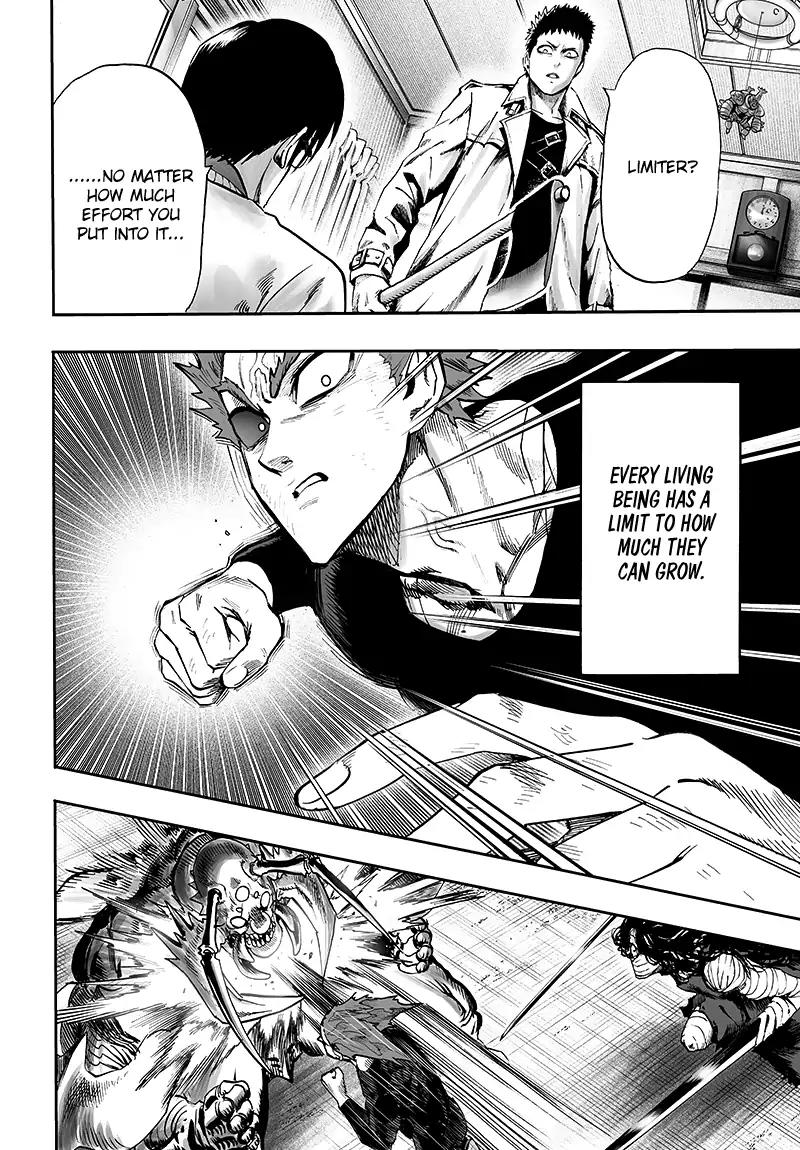 LIMITER?
......NO MATTER
HOW MUCH
EFFORT YOU
PUT INTO IT...
EVERY LIVING
BEING HAS A
LIMIT TO HOW
MUCH THEY
CAN GROW.